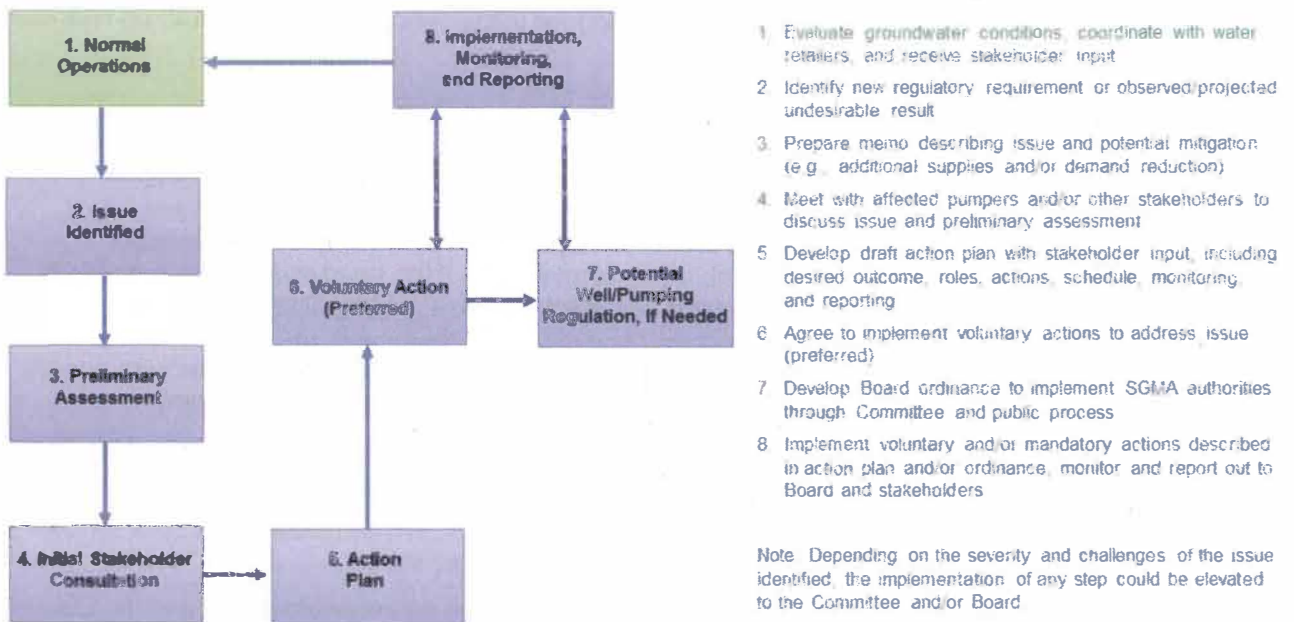 1. Normal
Operations
8. Implementation,
Monitoring,
and Reporting
2. Issue
Identified
6. Voluntary Action
(Preferred)
7. Potential
Well/Pumping
Regulation, If Needed
3. Preliminary
Assessment
4. Initial Stakeholder
Consultation
5. Action
Plan
1. Evaluate groundwater conditions, coordinate with water
retailers, and receive stakeholder input
2. Identify new regulatory requirement or observed/projected
undesirable result
3. Prepare memo describing issue and potential mitigation
(e.g., additional supplies and/or demand reduction)
4. Meet with affected pumpers and/or other stakeholders to
discuss issue and preliminary assessment
5. Develop draft action plan with stakeholder input, including
desired outcome, roles, actions, schedule, monitoring,
and reporting
6. Agree to implement voluntary actions to address issue
(preferred)
7. Develop Board ordinance to implement SGMA authorities
through Committee and public process
8. Implement voluntary and/or mandatory actions described
in action plan and/or ordinance, monitor and report out to
Board and stakeholders
Note: Depending on the severity and challenges of the issue
identified, the implementation of any step could be elevated
to the Committee and/or Board